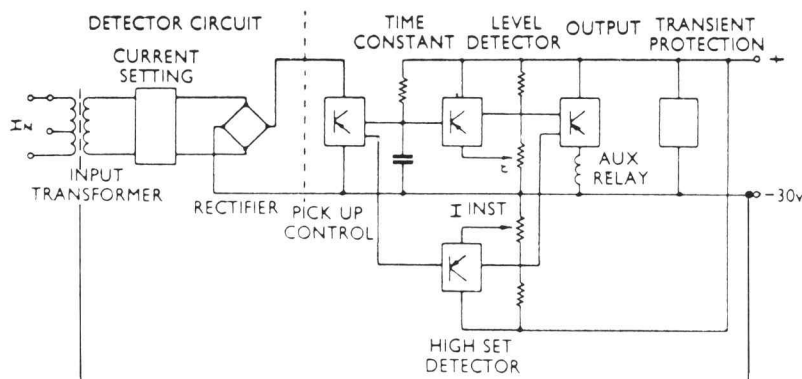 DETECTOR CIRCUIT
TIME
CONSTANT
LEVEL
DETECTOR
OUTPUT
TRANSIENT
PROTECTION
CURRENT
SETTING
+
t
AUX
RELAY
INPUT
TRANSFORMER
RECTIFIER
PICK UP
CONTROL
I INST
-30v
HIGH SET
DETECTOR